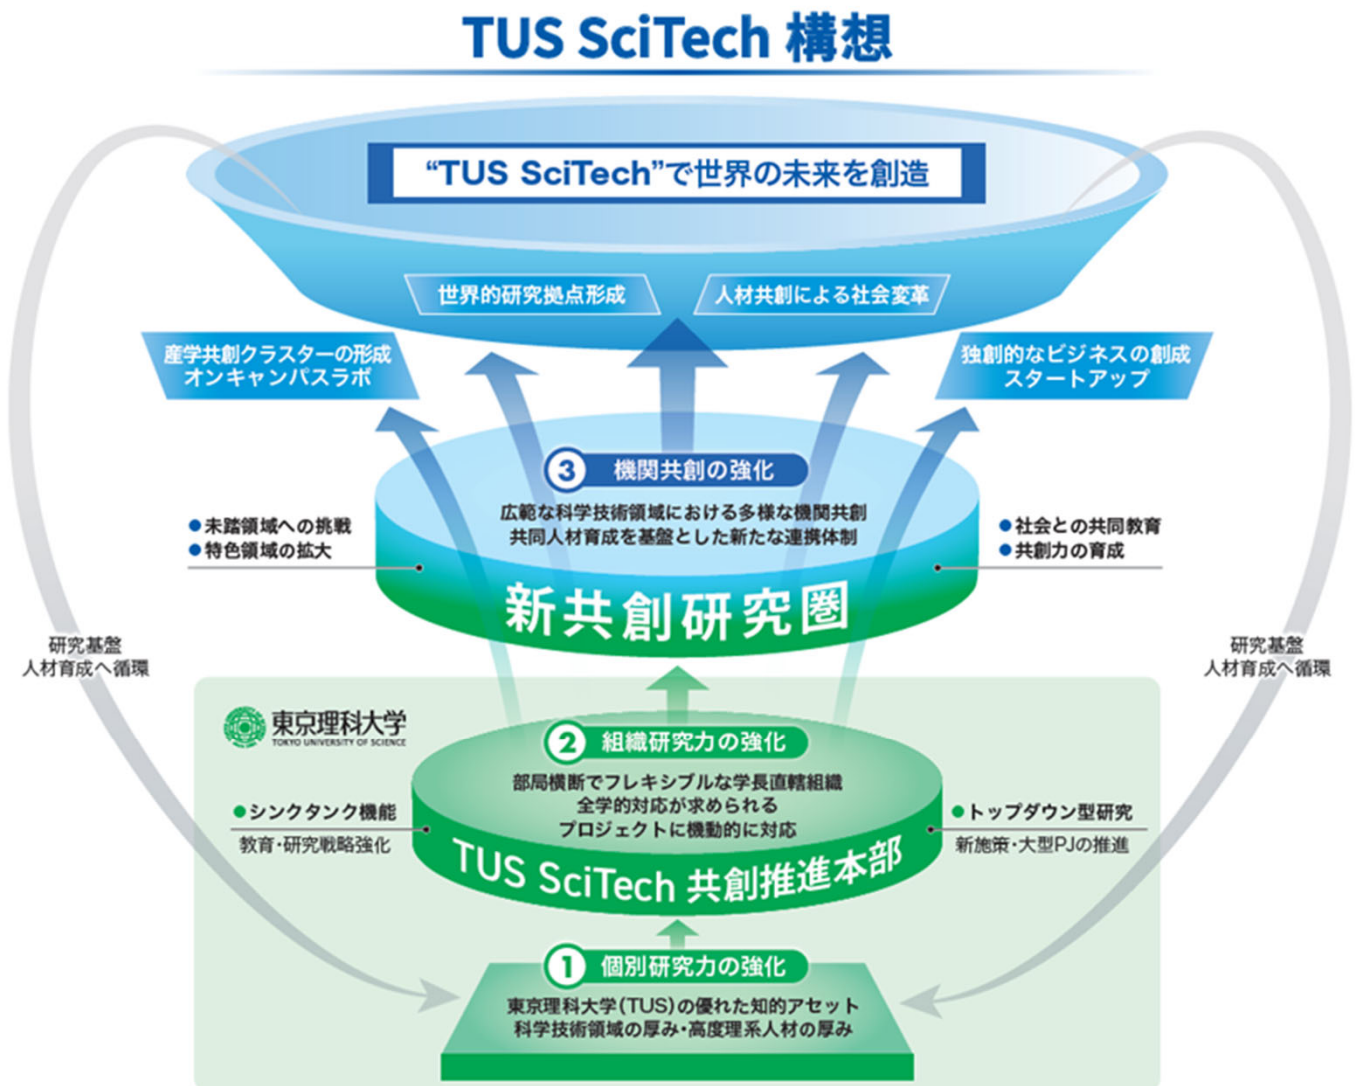 TUS SciTech 構想
“TUS SciTech”で世界の未来を創造
世界的研究拠点形成
人材共創による社会変革
産学共創クラスターの形成
オンキャンパスラボ
独創的なビジネスの創成
スタートアップ
3 機関共創の強化
広範な科学技術領域における多様な機関共創
共同人材育成を基盤とした新たな連携体制
●未踏領域への挑戦
●特色領域の拡大
●社会との共同教育
●共創力の育成
新共創研究圏
研究基盤
人材育成へ循環
研究基盤
人材育成へ循環
東京理科大学
TOKYO UNIVERSITY OF SCIENCE
2 組織研究力の強化
部局横断でフレキシブルな学長直轄組織
全学的対応が求められる
プロジェクトに機動的に対応
●シンクタンク機能
教育・研究戦略強化
●トップダウン型研究
新施策・大型PJの推進
TUS SciTech 共創推進本部
1 個別研究力の強化
東京理科大学(TUS)の優れた知的アセット
科学技術領域の厚み・高度理系人材の厚み